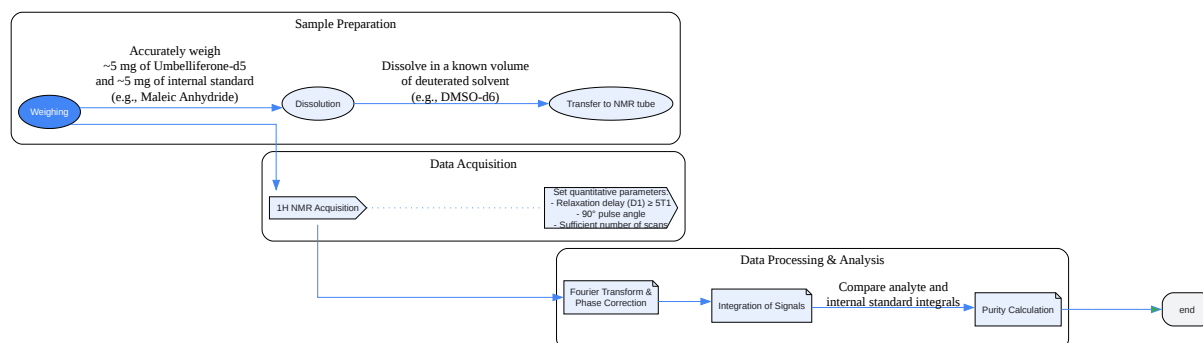 Sample Preparation
Accurately weigh
~5 mg of Umbelliferone-d5
and ~5 mg of internal standard
(e.g., Maleic Anhydride)
Dissolve in a known volume
of deuterated solvent
(e.g., DMSO-d6)
Weighing
Dissolution
Transfer to NMR tube
Data Acquisition
1H NMR Acquisition
Set quantitative parameters:
- Relaxation delay (D1) ≥ 5T1
- 90° pulse angle
- Sufficient number of scans
Data Processing & Analysis
Fourier Transform &
Phase Correction
Integration of Signals
Compare analyte and
internal standard integrals
Purity Calculation
end